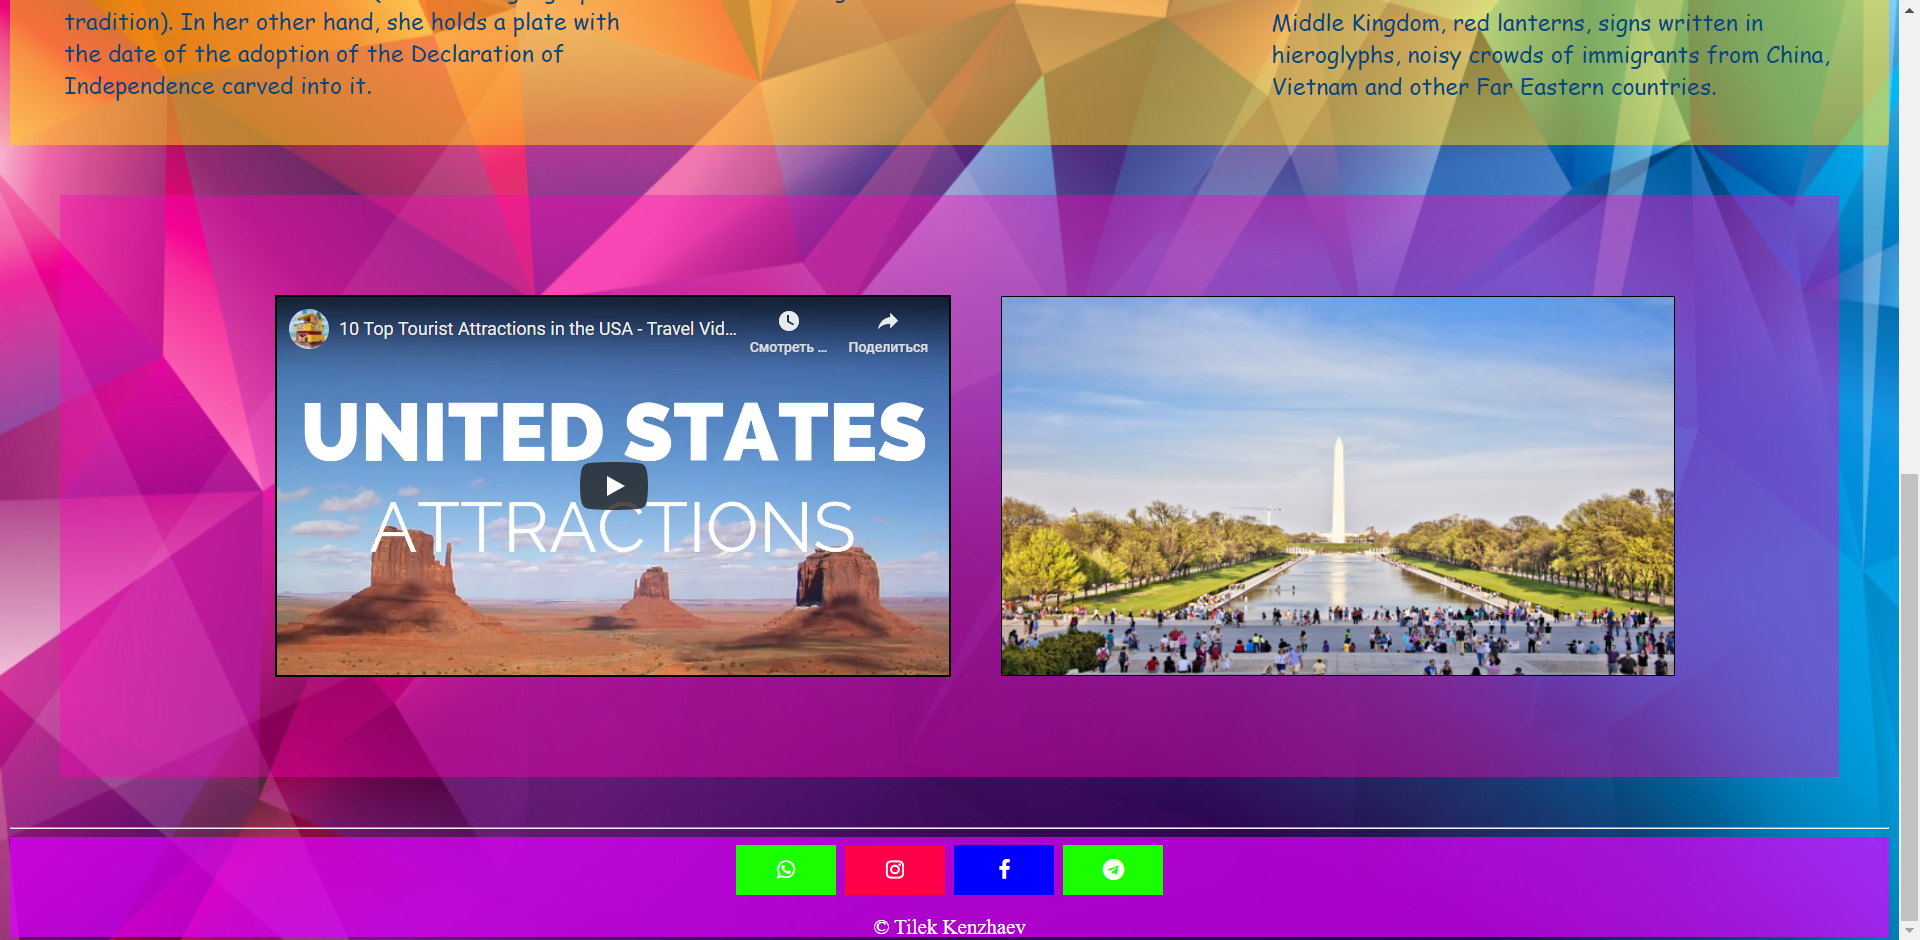 tradition). In her other hand, she holds a plate with
the date of the adoption of the Declaration of
Independence carved into it.
Middle Kingdom, red lanterns, signs written in
hieroglyphs, noisy crowds of immigrants from China,
Vietnam and other Far Eastern countries.
10 Top Tourist Attractions in the USA - Travel Vid...
Смотреть ...
Поделиться
UNITED STATES
ATTRACTIONS
© Tilek Kenzhaev